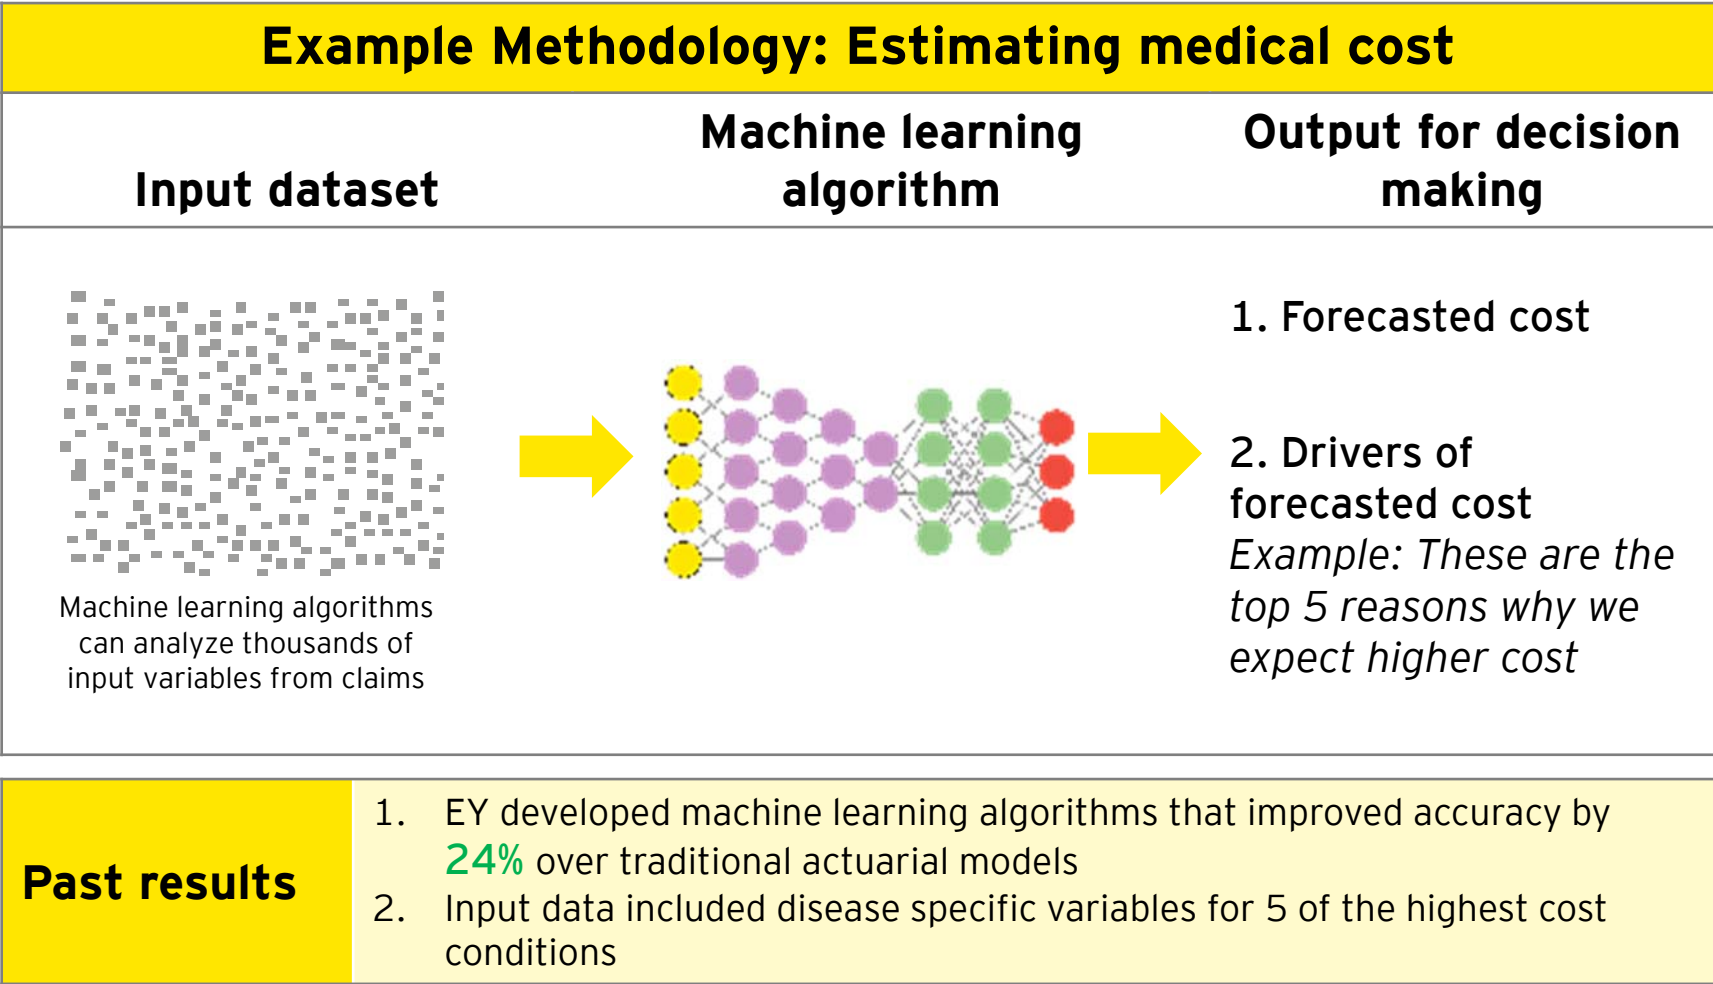 Example Methodology: Estimating medical cost
Input dataset
Machine learning
algorithm
Output for decision
making
Machine learning algorithms
can analyze thousands of
input variables from claims
1. Forecasted cost
2. Drivers of
forecasted cost
Example: These are the
top 5 reasons why we
expect higher cost
Past results
1. EY developed machine learning algorithms that improved accuracy by
24% over traditional actuarial models
2. Input data included disease specific variables for 5 of the highest cost
conditions